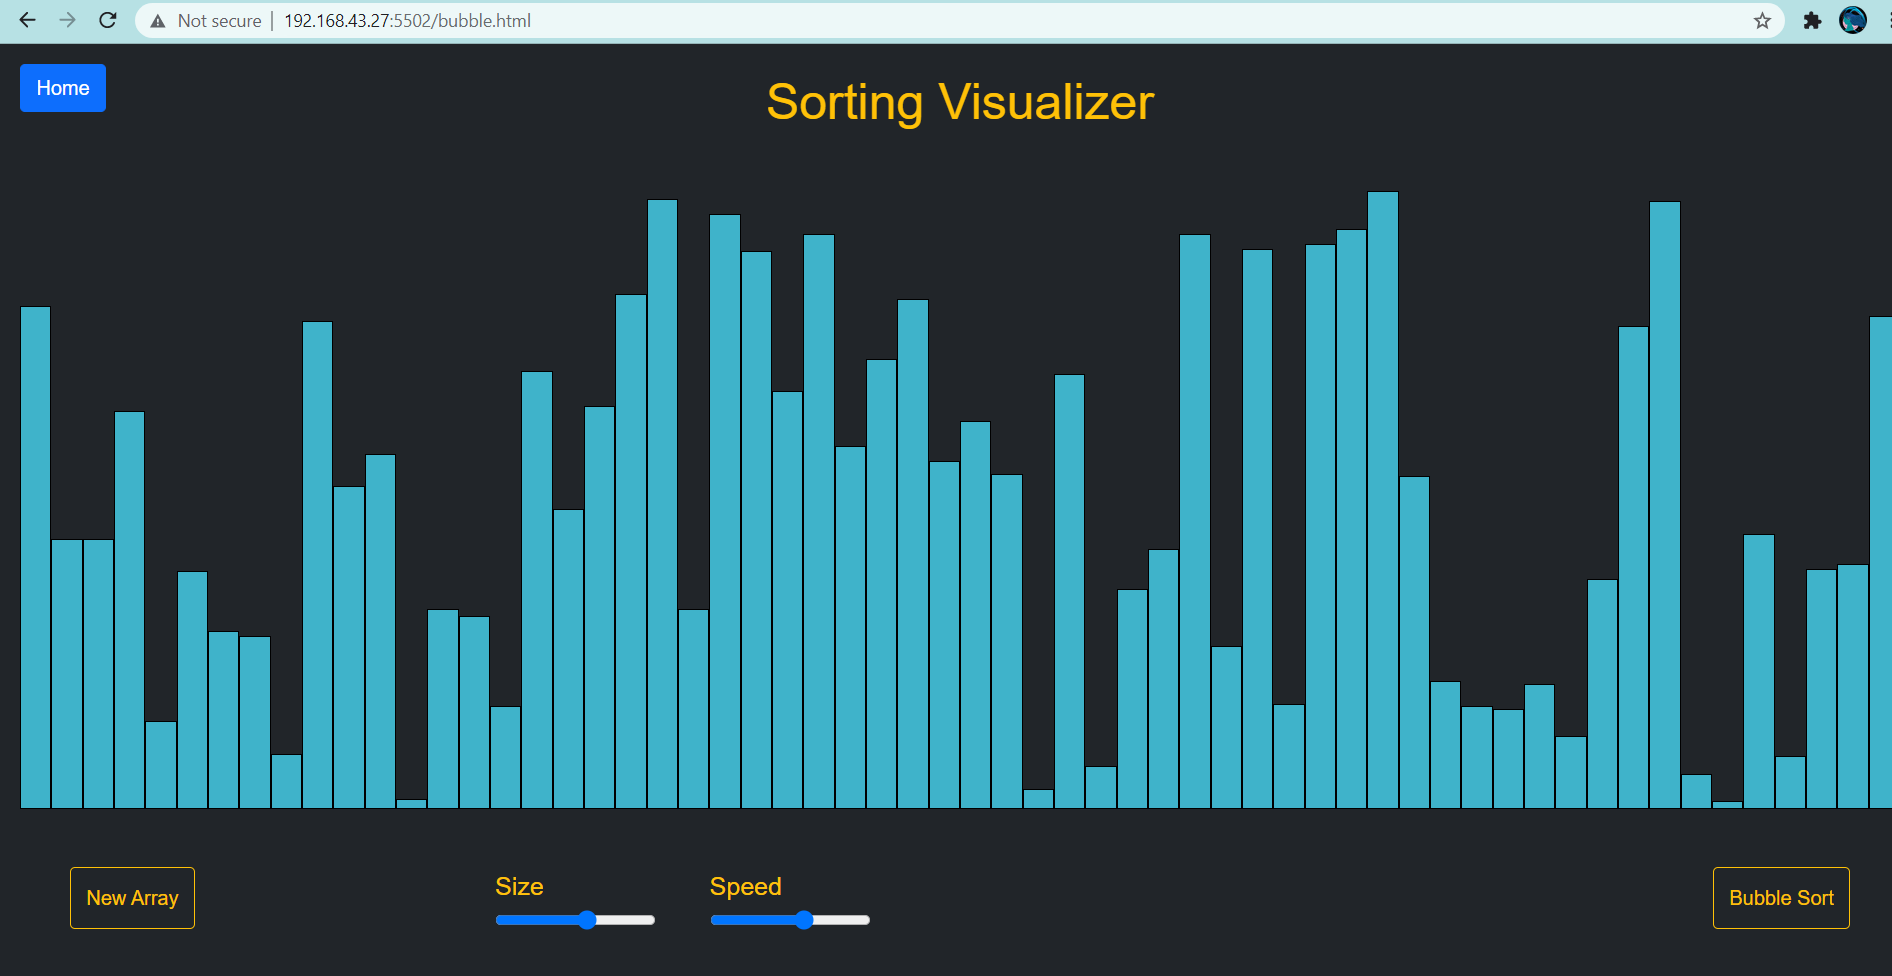 Not secure | 192.168.43.27:5502/bubble.html
Home
Sorting Visualizer
New Array
Size
Speed
Bubble Sort